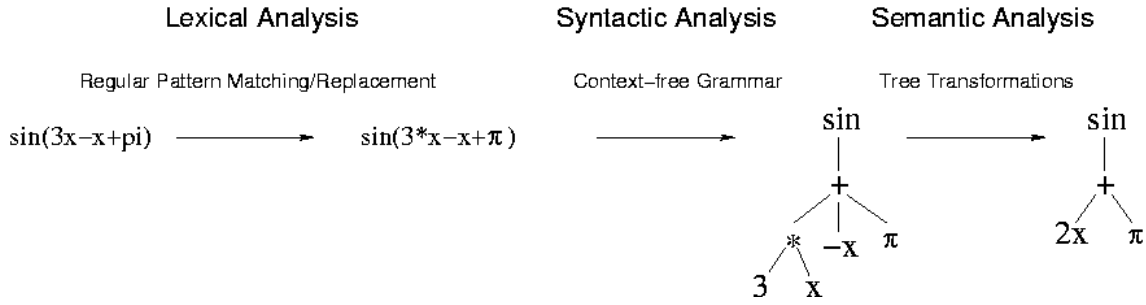 Lexical Analysis Syntactic Analysis Semantic Analysis
Regular Pattern Matching/Replacement Context-free Grammar Tree Transformations
sin(3x-x+pi) sin(3*x-x+π) sin sin
+ +
* -x π 2x π
3 x